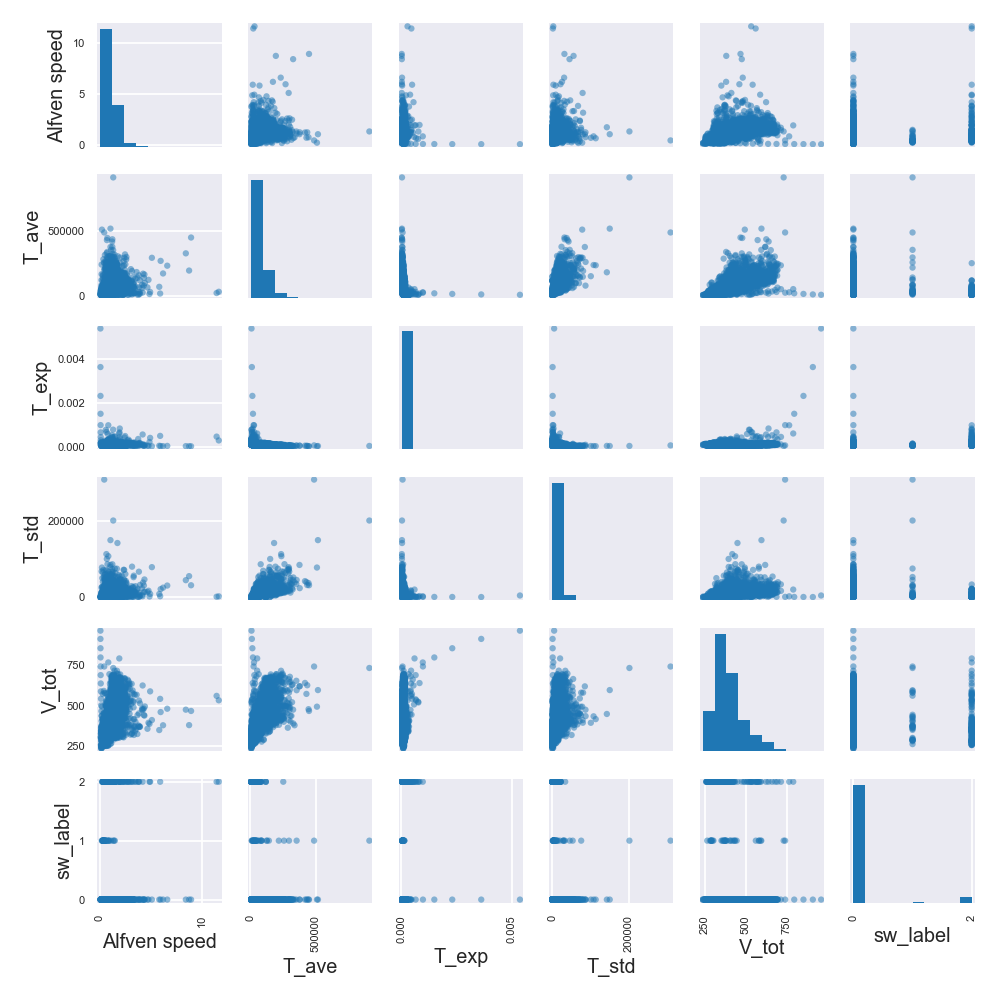 Alfven speed
10
5
0
T_ave
500000
0
T_exp
0.004
0.002
0.000
T_std
200000
0
V_tot
750
500
250
sw_label
2
1
0
0 10 0 500000 0.000 0.005 0 200000 250 500 750 0 2
Alfven speed T_ave T_exp T_std V_tot sw_label